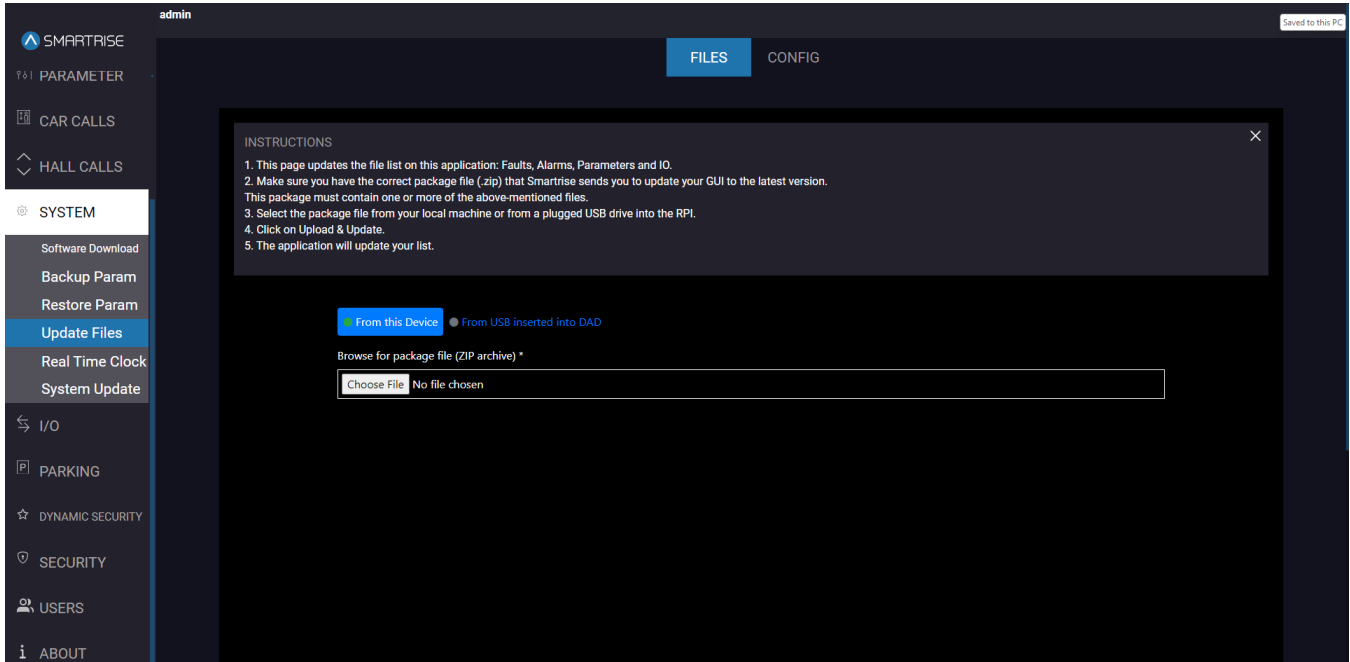 admin
Saved to this PC
SMARTRISE
PARAMETER
CAR CALLS
HALL CALLS
SYSTEM
Software Download
Backup Param
Restore Param
Update Files
Real Time Clock
System Update
I/O
PARKING
DYNAMIC SECURITY
SECURITY
USERS
ABOUT
FILES CONFIG
INSTRUCTIONS
1. This page updates the file list on this application: Faults, Alarms, Parameters and IO.
2. Make sure you have the correct package file (.zip) that Smartrise sends you to update your GUI to the latest version.
This package must contain one or more of the above-mentioned files.
3. Select the package file from your local machine or from a plugged USB drive into the RPI.
4. Click on Upload & Update.
5. The application will update your list.
From this Device From USB inserted into DAD
Browse for package file (ZIP archive) *
Choose File No file chosen